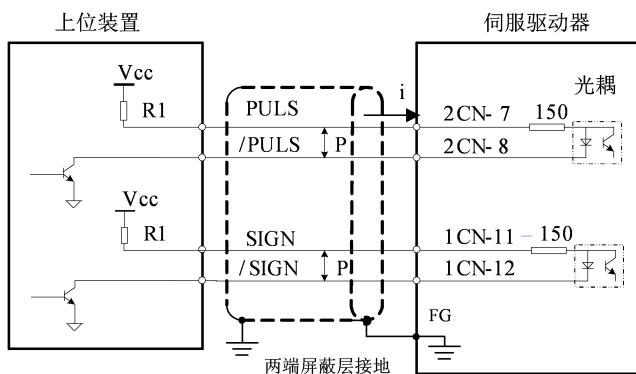 上位装置
伺服驱动器
Vcc
R1
PULS
/PULS
P
i
2CN-7
150
光耦
2CN-8
Vcc
R1
SIGN
/SIGN
P
1CN-11
150
1CN-12
FG
两端屏蔽层接地